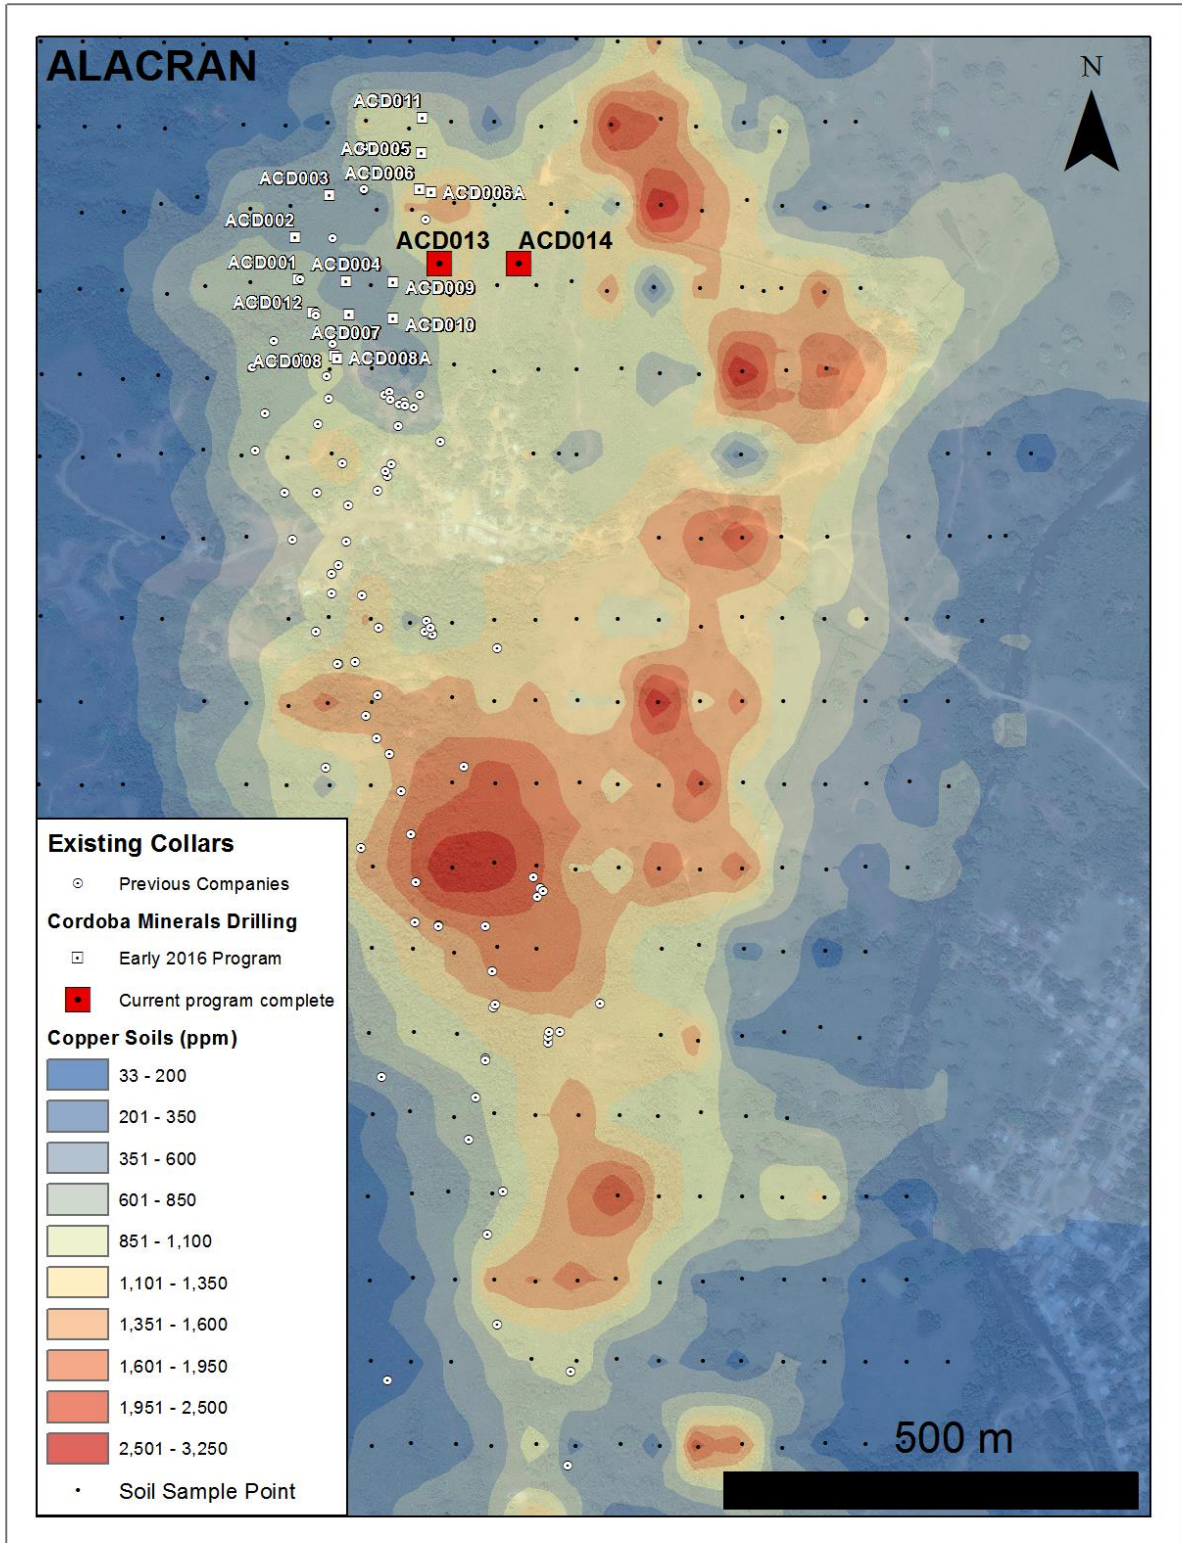 ALACRAN
N
ACD011
ACD005
ACD006
ACD003
ACD006A
ACD002
ACD013 ACD014
ACD001 ACD004
ACD009
ACD012
ACD010
ACD007
ACD008 ACD008A
Existing Collars
Previous Companies
Cordoba Minerals Drilling
Early 2016 Program
Current program complete
Copper Soils (ppm)
33 - 200
201 - 350
351 - 600
601 - 850
851 - 1,100
1,101 - 1,350
1,351 - 1,600
1,601 - 1,950
1,951 - 2,500
2,501 - 3,250
Soil Sample Point
500 m